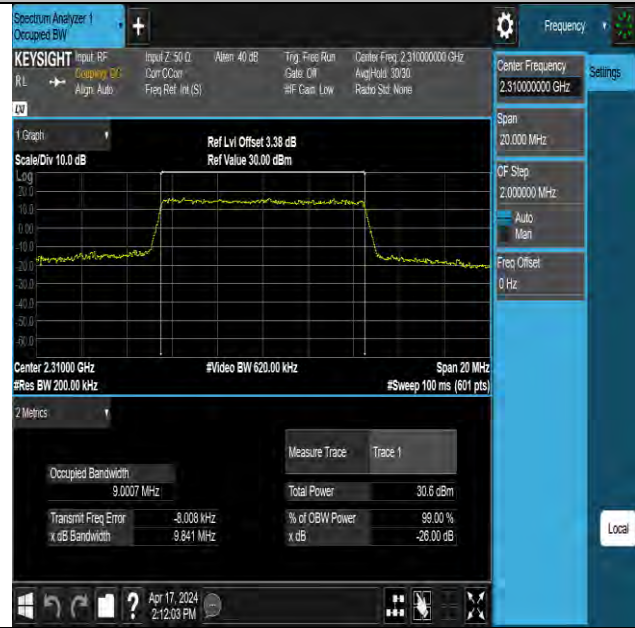 Spectrum Analyzer 1
Occupied BW
+
Frequency
KEYSIGHT
RL
Input: RF
Coupling: DC
Align: Auto
Input Z: 50 Ω
Corr CCorr
Freq Ref: Int (S)
Atten: 40 dB
Trig: Free Run
Gate: Off
#IF Gain: Low
Center Freq: 2.310000000 GHz
Avg|Hold: 30/30
Radio Std: None
LXI
1 Graph
Scale/Div 10.0 dB
Ref Lvl Offset 3.38 dB
Ref Value 30.00 dBm
Log
20.0
10.0
0.00
-10.0
-20.0
-30.0
-40.0
-50.0
-60.0
Center 2.31000 GHz
#Res BW 200.00 kHz
#Video BW 620.00 kHz
Span 20 MHz
#Sweep 100 ms (601 pts)
2 Metrics
Occupied Bandwidth
9.0007 MHz
Transmit Freq Error -8.008 kHz
x dB Bandwidth 9.841 MHz
Measure Trace Trace 1
Total Power 30.6 dBm
% of OBW Power 99.00 %
x dB -26.00 dB
Center Frequency
2.310000000 GHz
Span
20.000 MHz
CF Step
2.000000 MHz
Auto
Man
Freq Offset
0 Hz
Settings
Local
?
Apr 17, 2024
2:12:03 PM